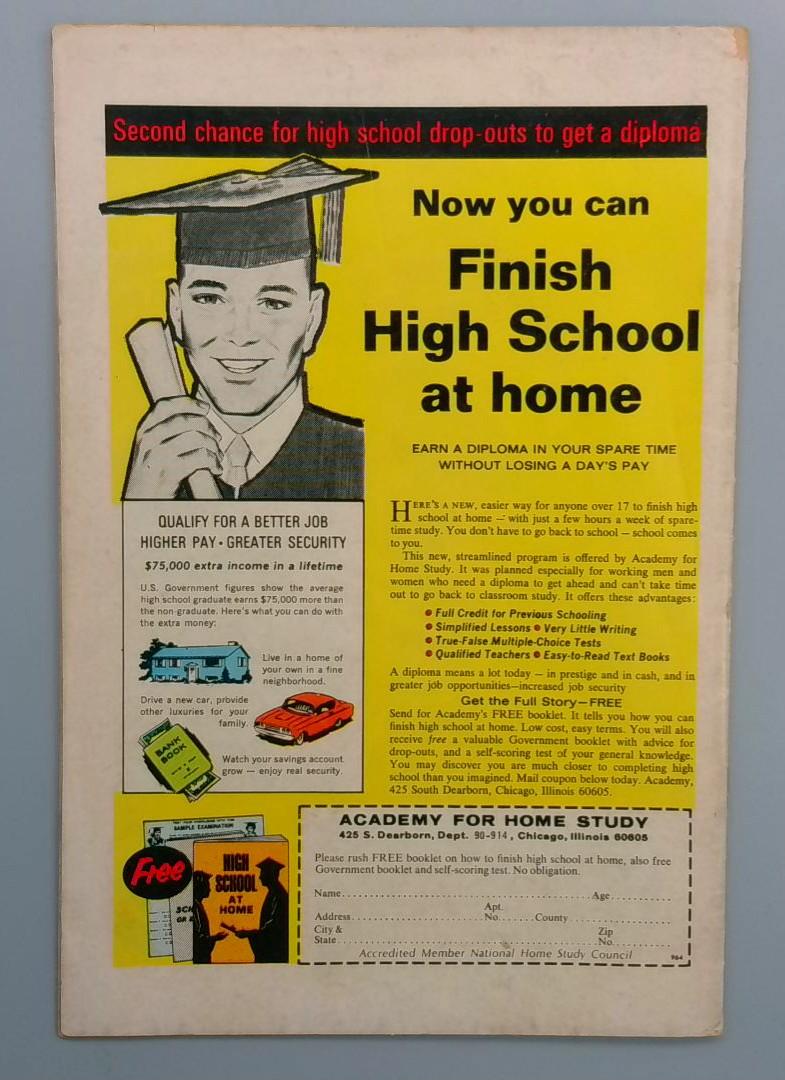 Second chance for high school drop-outs to get a diploma
Now you can
Finish
High School
at home
EARN A DIPLOMA IN YOUR SPARE TIME
WITHOUT LOSING A DAY'S PAY
QUALIFY FOR A BETTER JOB
HIGHER PAY • GREATER SECURITY
$75,000 extra income in a lifetime
U.S. Government figures show the average
high school graduate earns $75,000 more than
the non-graduate. Here's what you can do with
the extra money:
Live in a home of
your own in a fine
neighborhood.
Drive a new car, provide
other luxuries for your
family.
BANK
BOOK
Watch your savings account
grow — enjoy real security.
HERE'S A NEW, easier way for anyone over 17 to finish high
school at home — with just a few hours a week of spare-
time study. You don't have to go back to school — school comes
to you.
This new, streamlined program is offered by Academy for
Home Study. It was planned especially for working men and
women who need a diploma to get ahead and can't take time
out to go back to classroom study. It offers these advantages:
• Full Credit for Previous Schooling
• Simplified Lessons • Very Little Writing
• True-False Multiple-Choice Tests
• Qualified Teachers • Easy-to-Read Text Books
A diploma means a lot today — in prestige and in cash, and in
greater job opportunities—increased job security
Get the Full Story—FREE
Send for Academy's FREE booklet. It tells you how you can
finish high school at home. Low cost, easy terms. You will also
receive free a valuable Government booklet with advice for
drop-outs, and a self-scoring test of your general knowledge.
You may discover you are much closer to completing high
school than you imagined. Mail coupon below today. Academy,
425 South Dearborn, Chicago, Illinois 60605.
SAMPLE EXAMINATION
Free
HIGH
SCHOOL
AT
HOME
ACADEMY FOR HOME STUDY
425 S. Dearborn, Dept. 90-914, Chicago, Illinois 60605
Please rush FREE booklet on how to finish high school at home, also free
Government booklet and self-scoring test. No obligation.
Name Age
Apt.
Address No. County
City & Zip
State No.
Accredited Member National Home Study Council 964